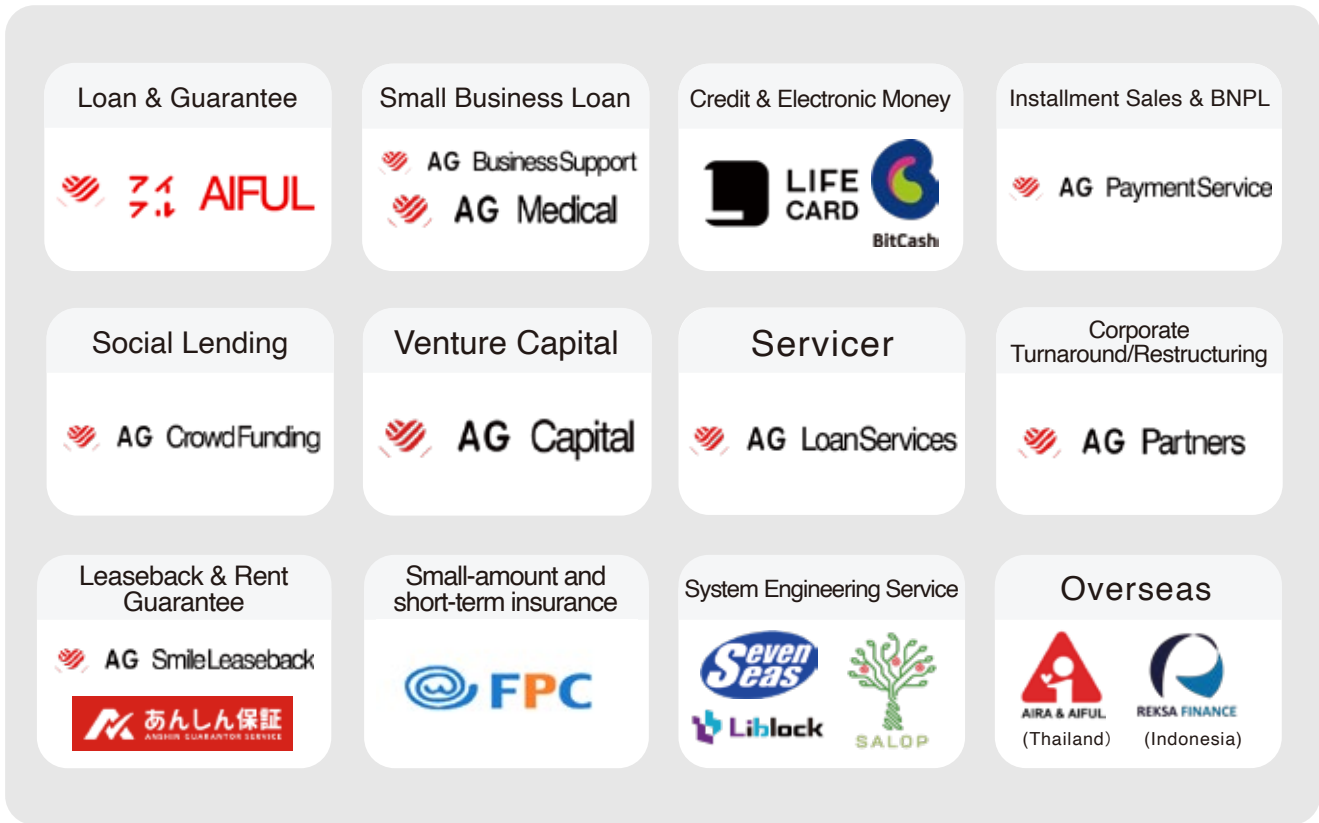 Loan & Guarantee
アイ
フル
AIFUL
Small Business Loan
AG BusinessSupport
AG Medical
Credit & Electronic Money
LIFE
CARD
BitCash
Installment Sales & BNPL
AG PaymentService
Social Lending
AG CrowdFunding
Venture Capital
AG Capital
Servicer
AG LoanServices
Corporate
Turnaround/Restructuring
AG Partners
Leaseback & Rent
Guarantee
AG SmileLeaseback
あんしん保証
ANSHIN GUARANTOR SERVICE
Small-amount and
short-term insurance
FPC
System Engineering Service
Seven
Seas
Liblock
SALOP
Overseas
AIRA & AIFUL
(Thailand)
REKSA FINANCE
(Indonesia)